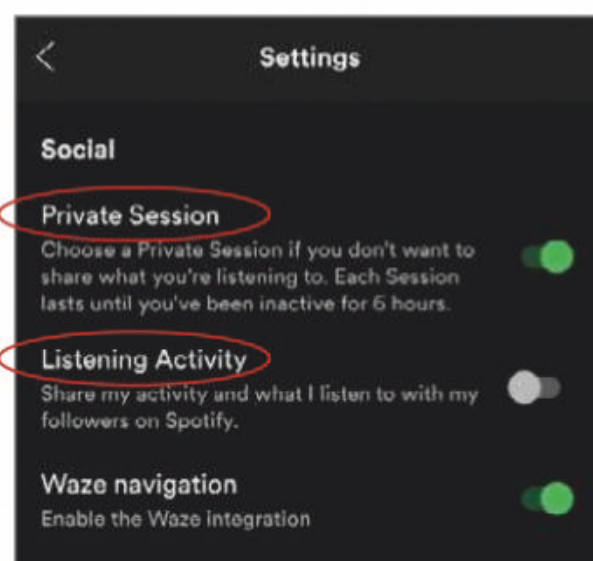 Settings
Social
Private Session
Choose a Private Session if you don't want to
share what you're listening to. Each Session
lasts until you've been inactive for 6 hours.
Listening Activity
Share my activity and what I listen to with my
followers on Spotify.
Waze navigation
Enable the Waze integration